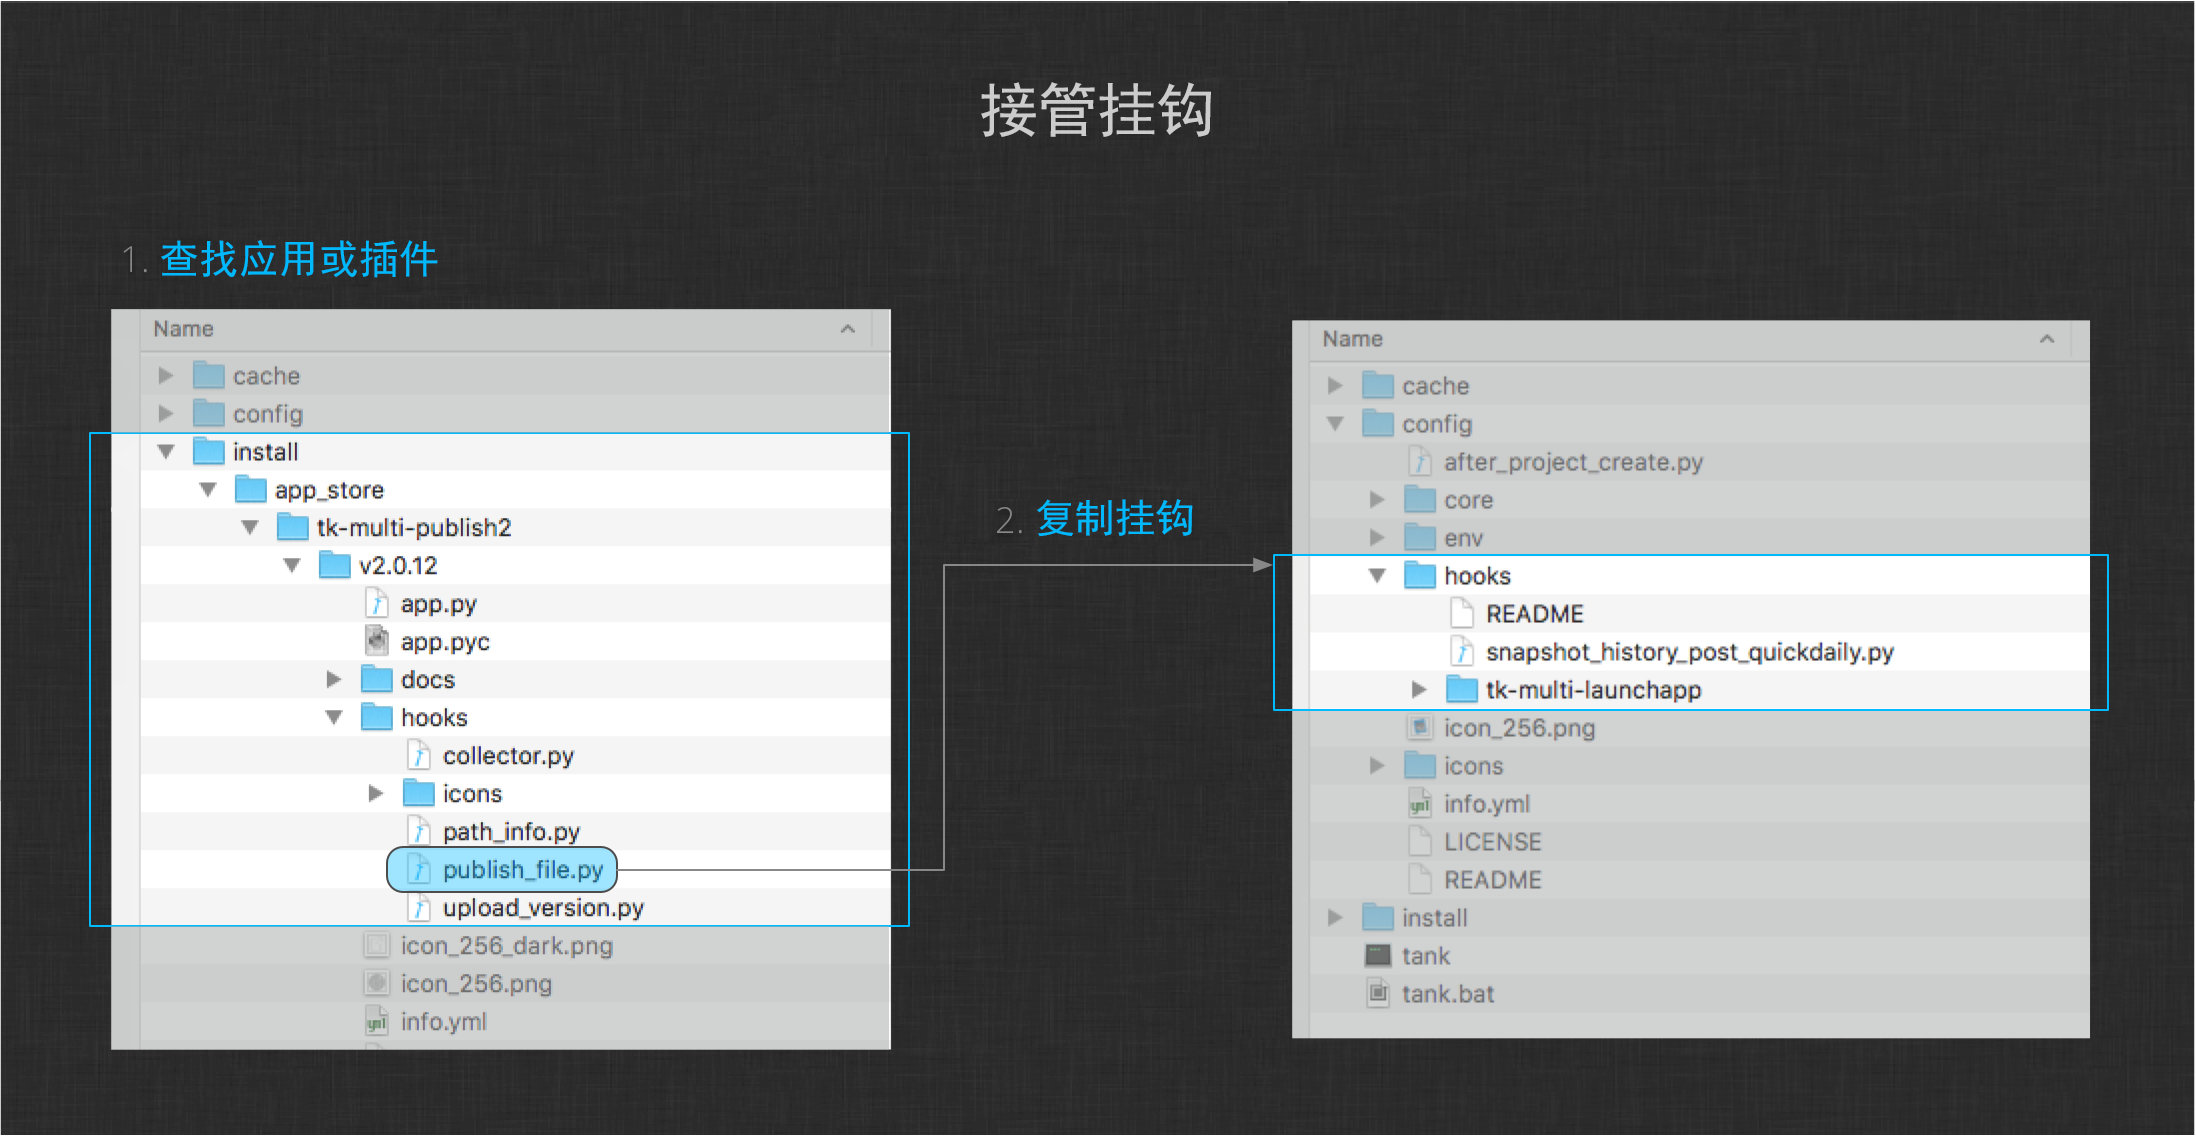 接管挂钩
1. 查找应用或插件
Name
cache
config
install
app_store
tk-multi-publish2
v2.0.12
app.py
app.pyc
docs
hooks
collector.py
icons
path_info.py
publish_file.py
upload_version.py
icon_256_dark.png
icon_256.png
info.yml
2. 复制挂钩
Name
cache
config
after_project_create.py
core
env
hooks
README
snapshot_history_post_quickdaily.py
tk-multi-launchapp
icon_256.png
icons
info.yml
LICENSE
README
install
tank
tank.bat